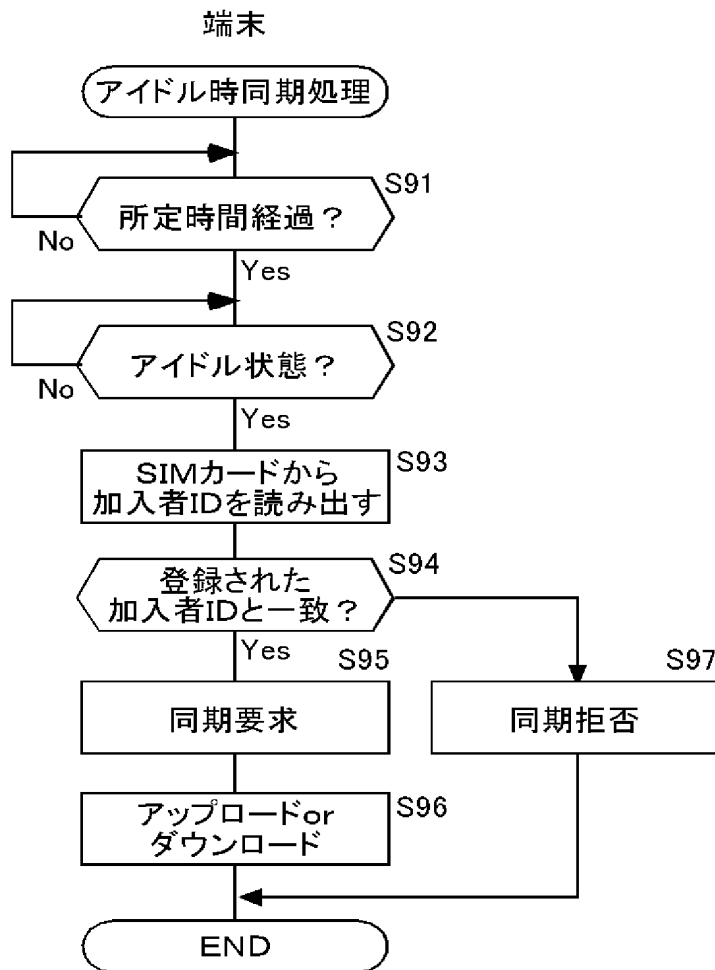 端末
アイドル時同期処理
S91
所定時間経過?
No
Yes
S92
アイドル状態?
No
Yes
S93
SIMカードから
加入者IDを読み出す
S94
登録された
加入者IDと一致?
Yes
S95
S97
同期要求
同期拒否
S96
アップロードor
ダウンロード
END